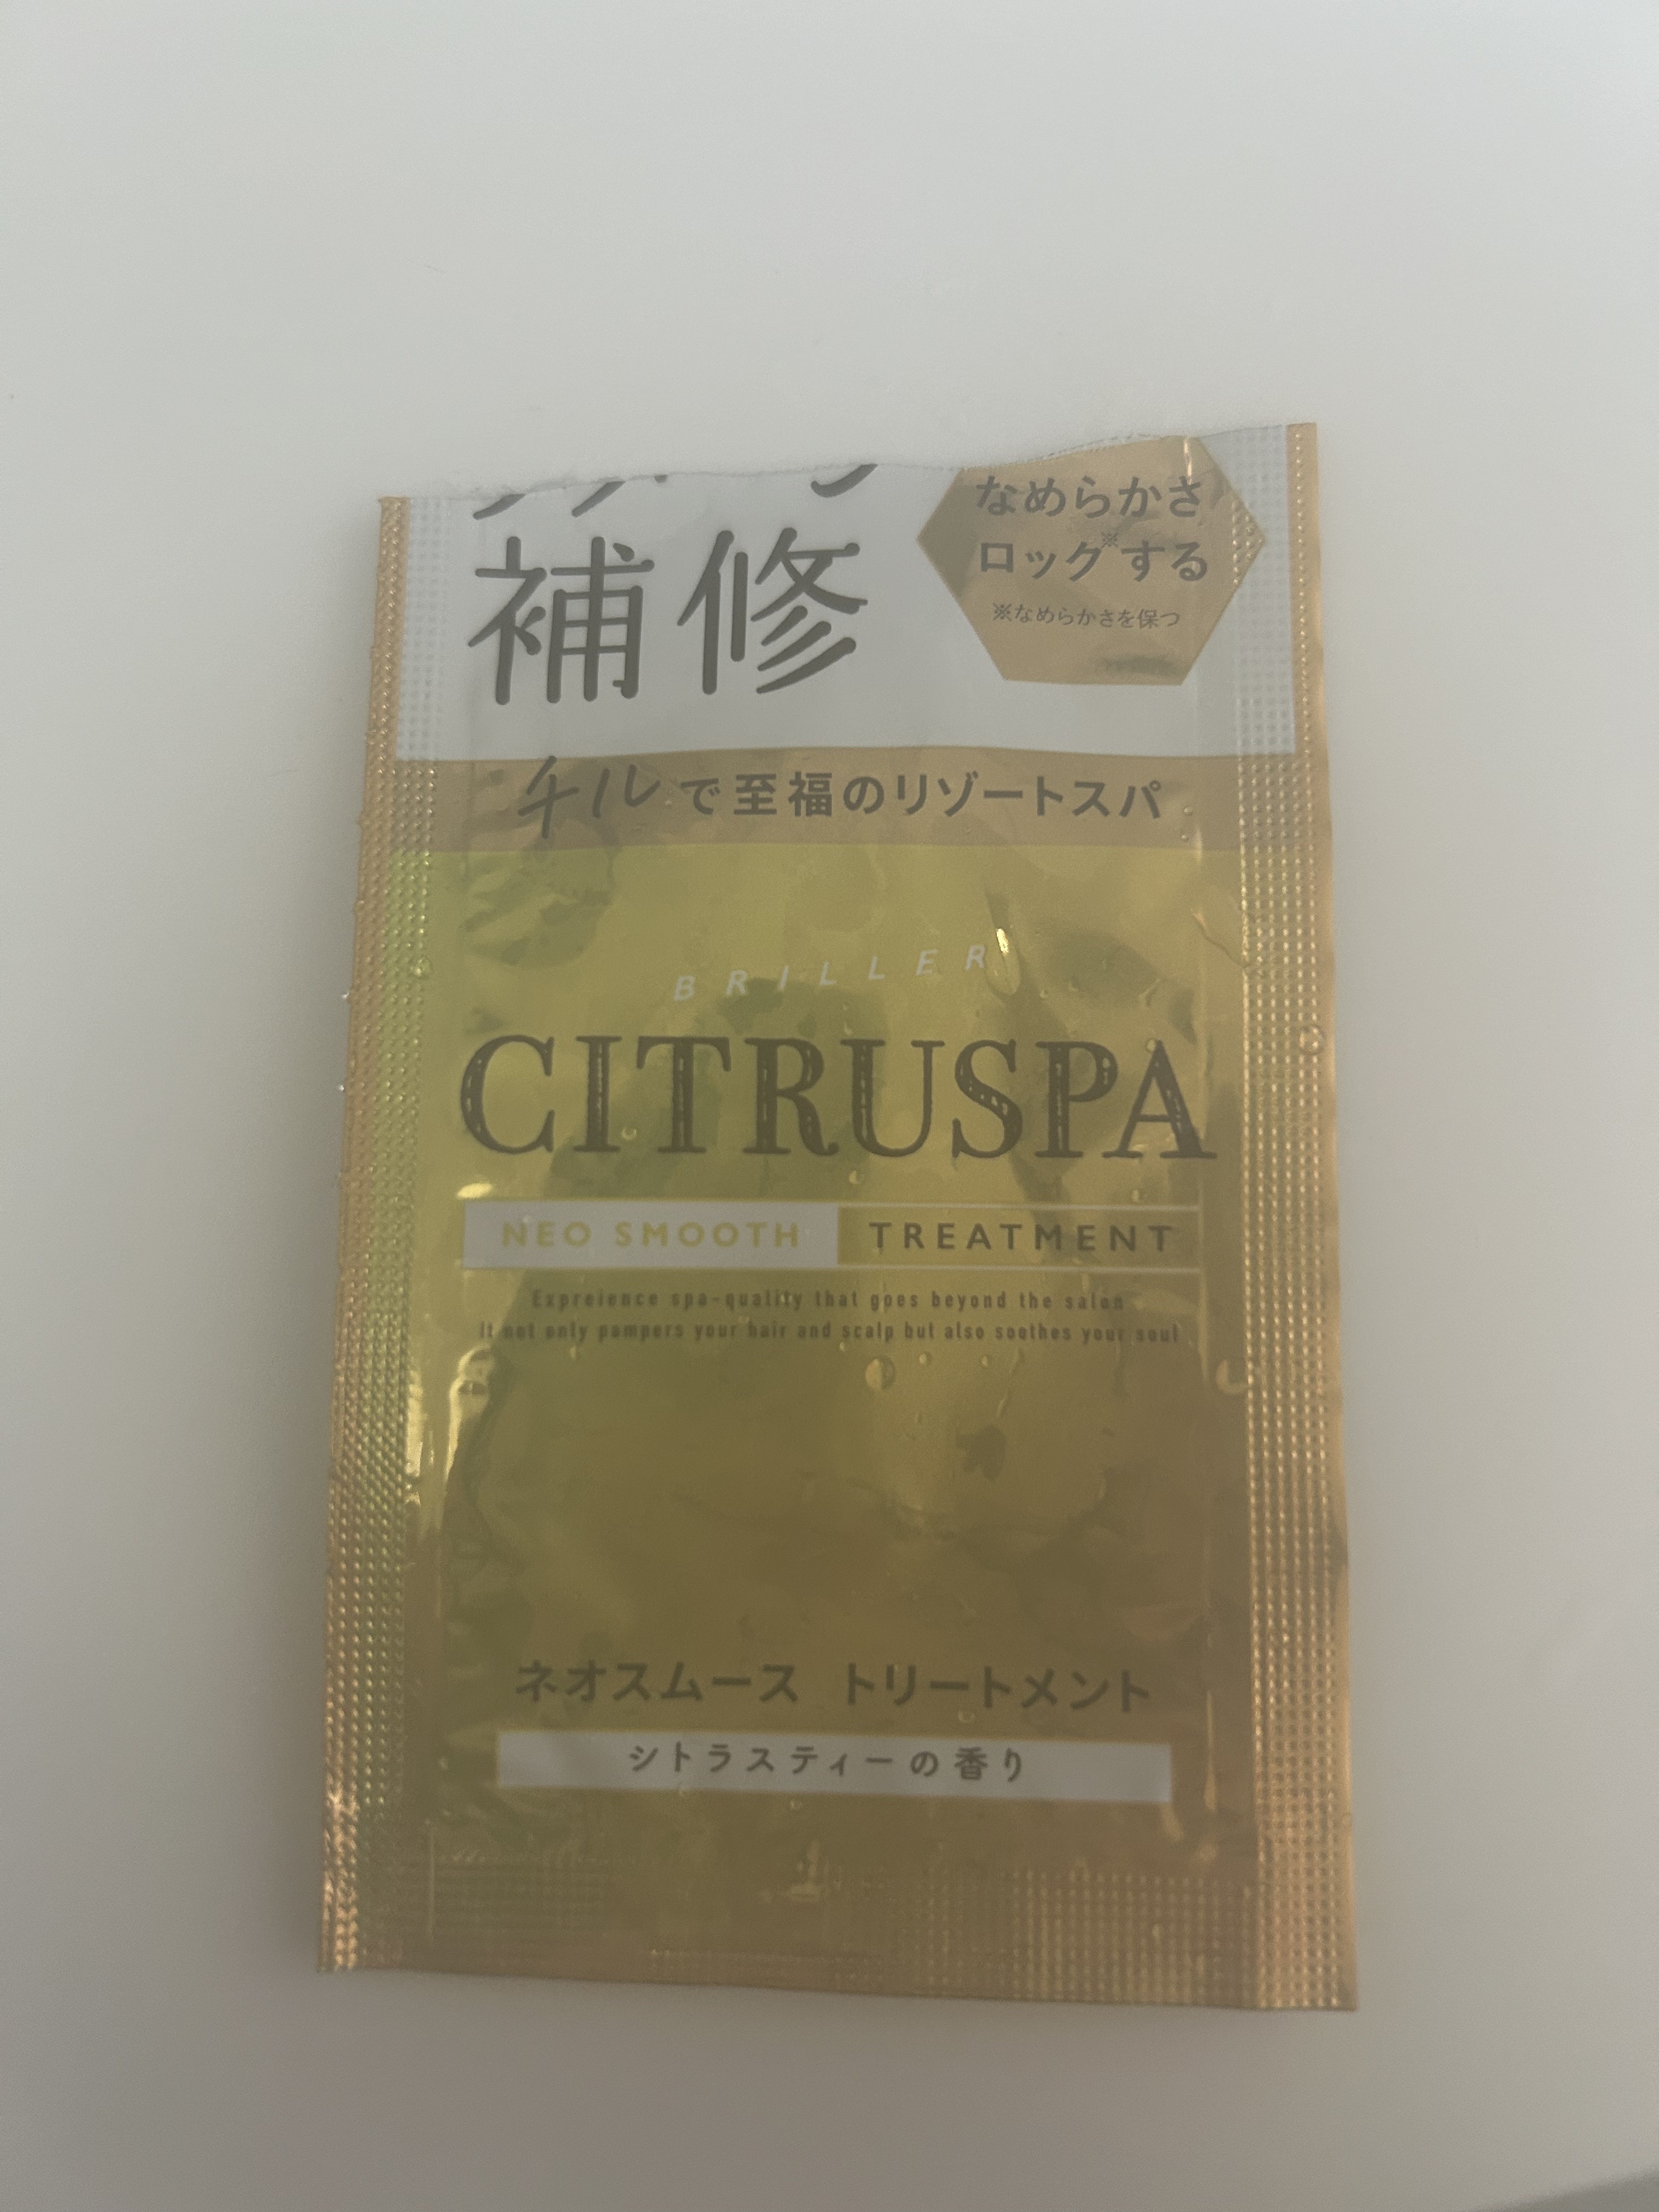 補修
なめらかさ
ロック※する
※なめらかさを保つ
チルで至福のリゾートスパ
BRILLER
CITRUSPA
NEO SMOOTH TREATMENT
Expreience spa-quality that goes beyond the salon
It not only pampers your hair and scalp but also soothes your soul
ネオスムース トリートメント
シトラスティーの香り